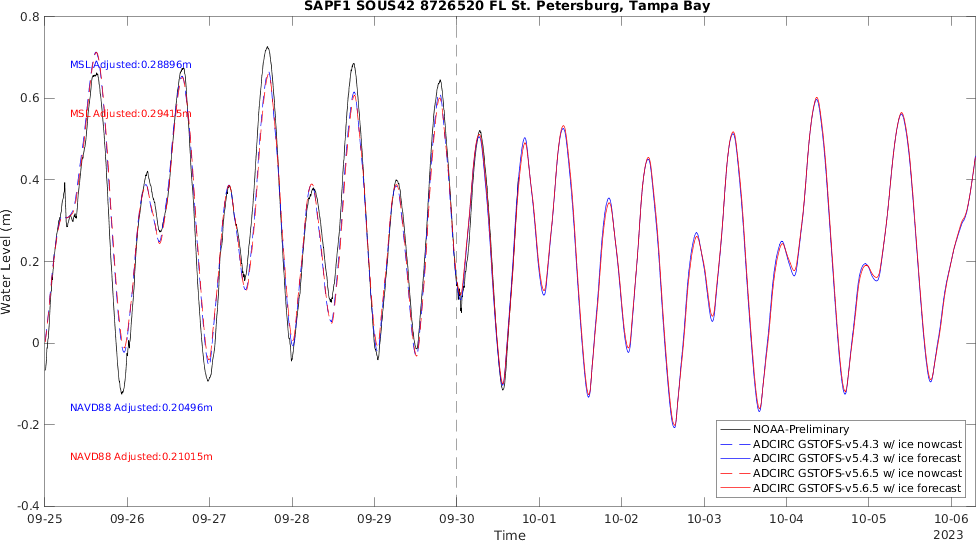 SAPF1 SOUS42 8726520 FL St. Petersburg, Tampa Bay
0.8
0.6
0.4
0.2
0
-0.2
-0.4
Water Level (m)
MSL Adjusted:0.28896m
MSL Adjusted:0.29415m
NAVD88 Adjusted:0.20496m
NAVD88 Adjusted:0.21015m
NOAA-Preliminary
ADCIRC GSTOFS-v5.4.3 w/ ice nowcast
ADCIRC GSTOFS-v5.4.3 w/ ice forecast
ADCIRC GSTOFS-v5.6.5 w/ ice nowcast
ADCIRC GSTOFS-v5.6.5 w/ ice forecast
09-25 09-26 09-27 09-28 09-29 09-30 10-01 10-02 10-03 10-04 10-05 10-06
2023
Time